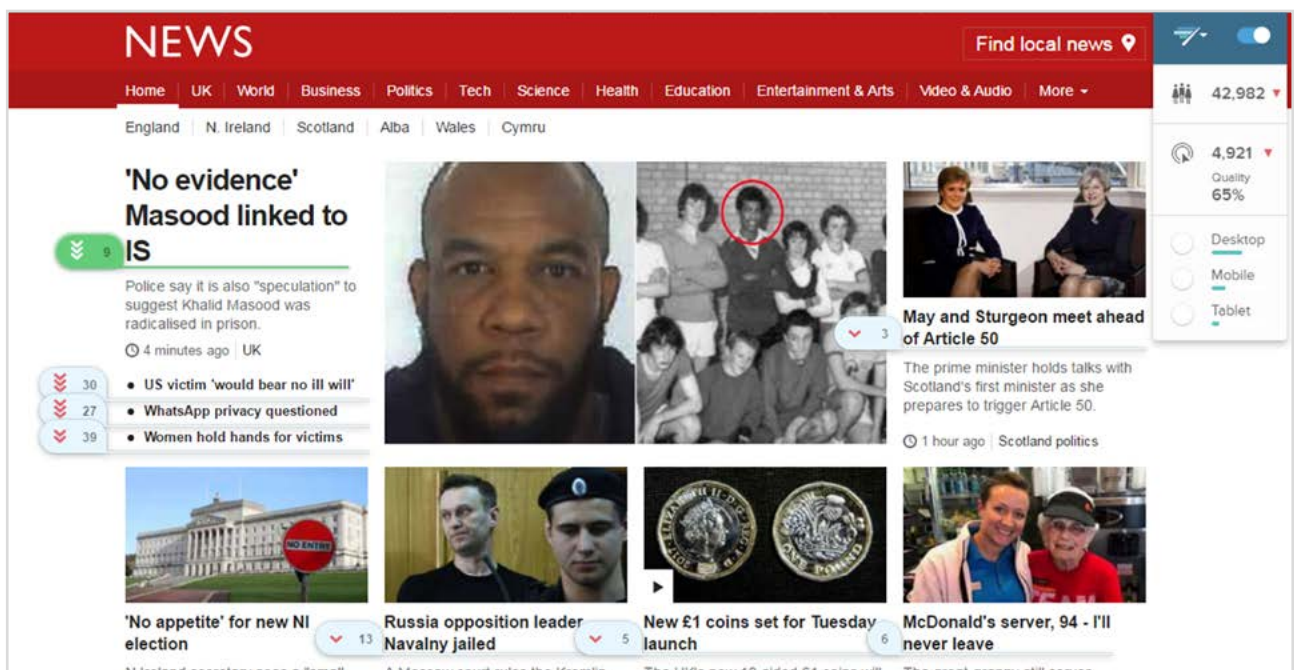 NEWS
Find local news
Home UK World Business Politics Tech Science Health Education Entertainment & Arts Video & Audio More
England N. Ireland Scotland Alba Wales Cymru
42,982
4,921
Quality
65%
Desktop
Mobile
Tablet
'No evidence'
Masood linked to
9 IS
Police say it is also "speculation" to
suggest Khalid Masood was
radicalised in prison.
4 minutes ago UK
30 • US victim 'would bear no ill will'
27 • WhatsApp privacy questioned
39 • Women hold hands for victims
May and Sturgeon meet ahead
3 of Article 50
The prime minister holds talks with
Scotland's first minister as she
prepares to trigger Article 50.
1 hour ago Scotland politics
NO ENTRY
ELIZABETH II D G REG F D
2017
ONE POUND
TEAM
'No appetite' for new NI
election
13
Russia opposition leader
Navalny jailed
5
New £1 coins set for Tuesday
launch
6
McDonald's server, 94 - I'll
never leave